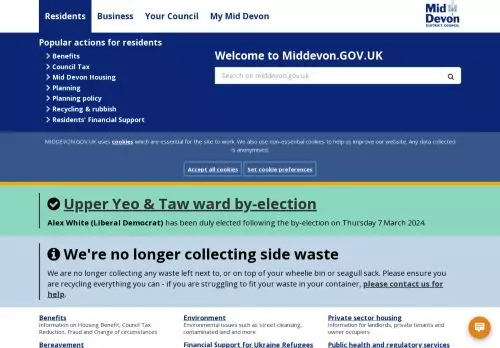 Residents Business Your Council My Mid Devon
Mid
Devon
DISTRICT COUNCIL
Popular actions for residents
Benefits
Council Tax
Mid Devon Housing
Planning
Planning policy
Recycling & rubbish
Residents' Financial Support
Welcome to Middevon.GOV.UK
Search on middevon.gov.uk
MIDDEVON.GOV.UK uses cookies which are essential for the site to work. We also use non-essential cookies to help us improve our website. Any data collected
is anonymised.
Accept all cookies Set cookie preferences
Upper Yeo & Taw ward by-election
Alex White (Liberal Democrat) has been duly elected following the by-election on Thursday 7 March 2024.
We're no longer collecting side waste
We are no longer collecting any waste left next to, or on top of your wheelie bin or seagull sack. Please ensure you
are recycling everything you can - if you are struggling to fit your waste in your container, please contact us for
help.
Benefits
Information on Housing Benefit, Council Tax
Reduction, Fraud and Change of circumstances
Environment
Environmental issues such as street cleansing,
contaminated land and more
Private sector housing
Information for landlords, private tenants and
owner occupiers
Bereavement
Financial Support for Ukraine Refugees
Public health and regulatory services